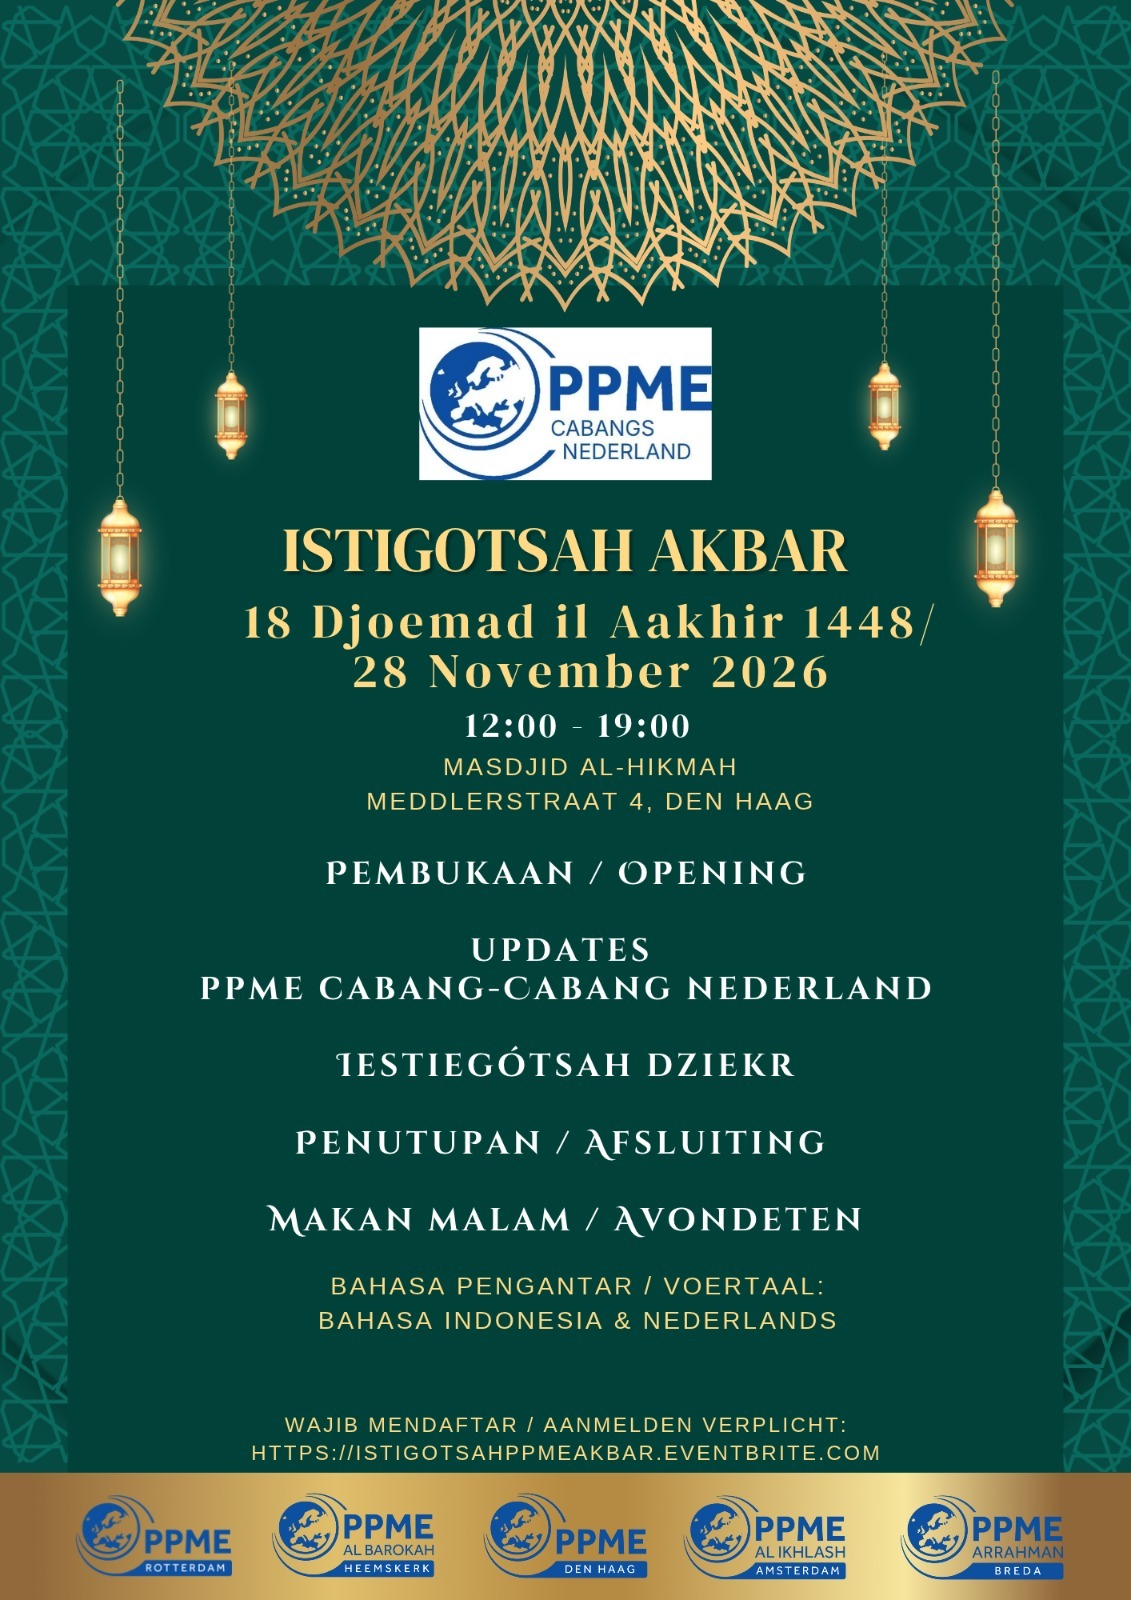 PPME
CABANGS
NEDERLAND
ISTIGOTSAH AKBAR
18 Djoemad il Aakhir 1448/
28 November 2026
12:00 - 19:00
MASDJID AL-HIKMAH
MEDDLERSTRAAT 4, DEN HAAG
PEMBUKAAN / OPENING
UPDATES
PPME CABANG-CABANG NEDERLAND
IESTIEGÓTSAH DZIEKR
PENUTUPAN / AFSLUITING
MAKAN MALAM / AVONDETEN
BAHASA PENGANTAR / VOERTAAL:
BAHASA INDONESIA & NEDERLANDS
WAJIB MENDAFTAR / AANMELDEN VERPLICHT:
HTTPS://ISTIGOTSAHPPMEAKBAR.EVENTBRITE.COM
PPME
ROTTERDAM
PPME
AL BAROKAH
HEEMSKERK
PPME
DEN HAAG
PPME
AL IKHLASH
AMSTERDAM
PPME
ARRAHMAN
BREDA